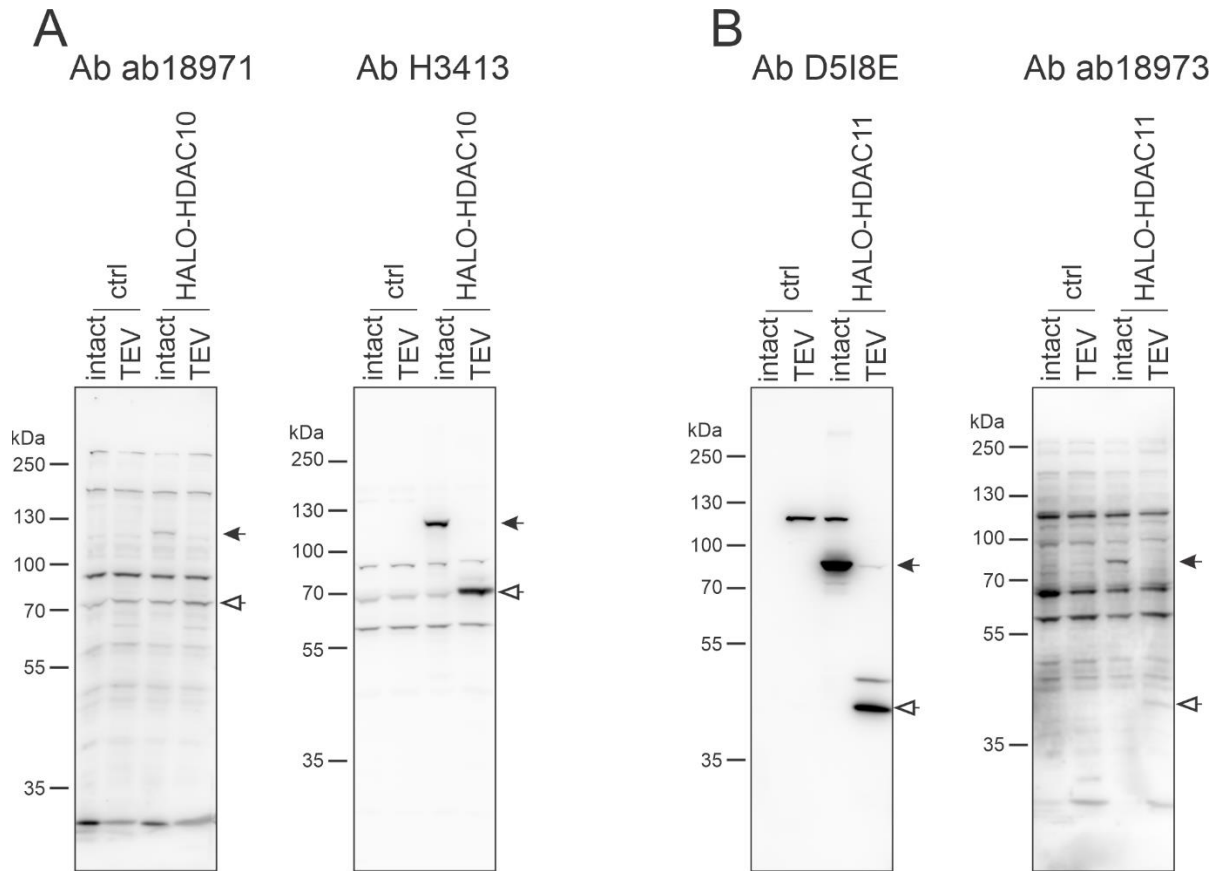 A
B
Ab ab18971
Ab H3413
Ab D5I8E
Ab ab18973
ctrl
HALO-HDAC10
ctrl
HALO-HDAC10
ctrl
HALO-HDAC11
ctrl
HALO-HDAC11
intact
TEV
intact
TEV
intact
TEV
intact
TEV
intact
TEV
intact
TEV
intact
TEV
intact
TEV
kDa
250
130
100
70
55
35
kDa
250
130
100
70
55
35
kDa
250
130
100
70
55
35
kDa
250
130
100
70
55
35